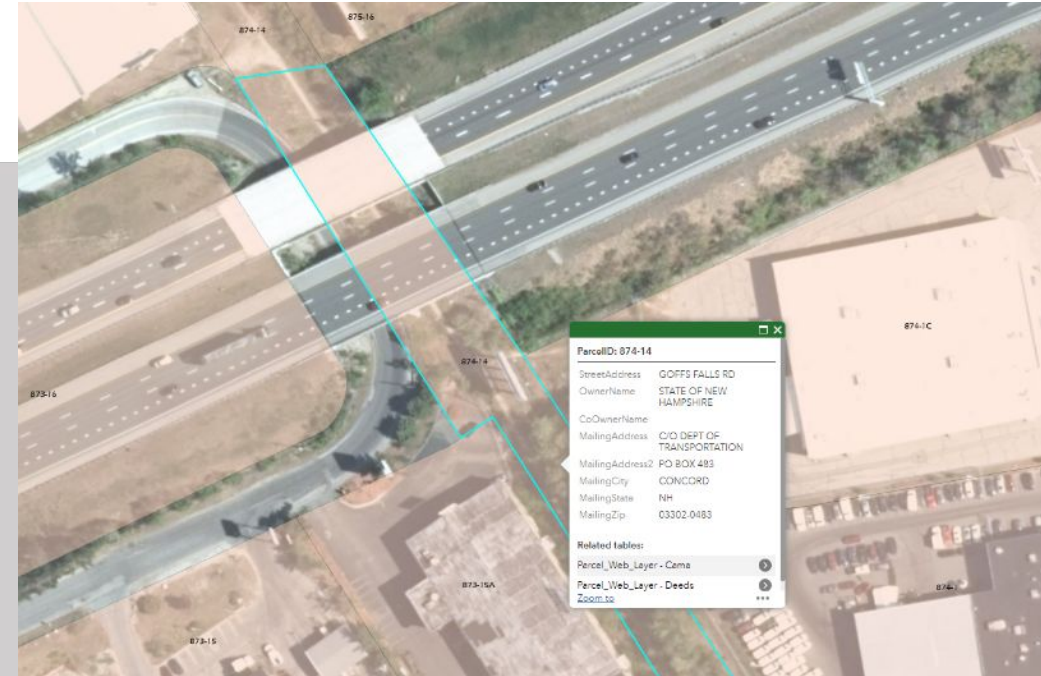 875-16
874-14
874-1C
ParcelID: 874-14
StreetAddress GOFFS FALLS RD
OwnerName STATE OF NEW
HAMPSHIRE
CoOwnerName
MailingAddress C/O DEPT OF
TRANSPORTATION
MailingAddress2 PO BOX 483
MailingCity CONCORD
MailingState NH
MailingZip 03302-0483
Related tables:
Parcel_Web_Layer - Cama
Parcel_Web_Layer - Deeds
Zoom to
874-14
873-16
873-15A
873-15